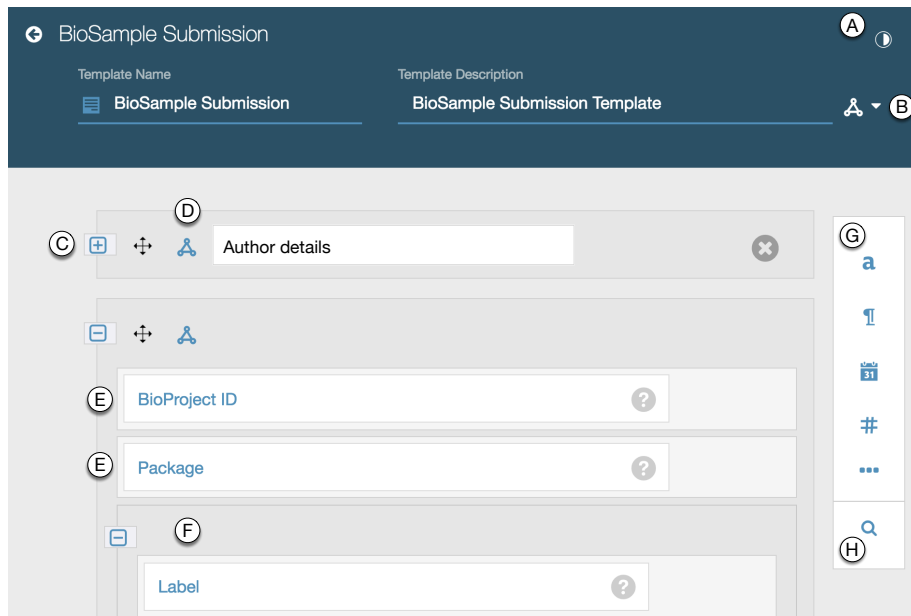 BioSample Submission
A
Template Name
Template Description
BioSample Submission
BioSample Submission Template
B
D
C
Author details
G
a
¶
31
#
E
BioProject ID
?
E
Package
?
F
H
Label
?